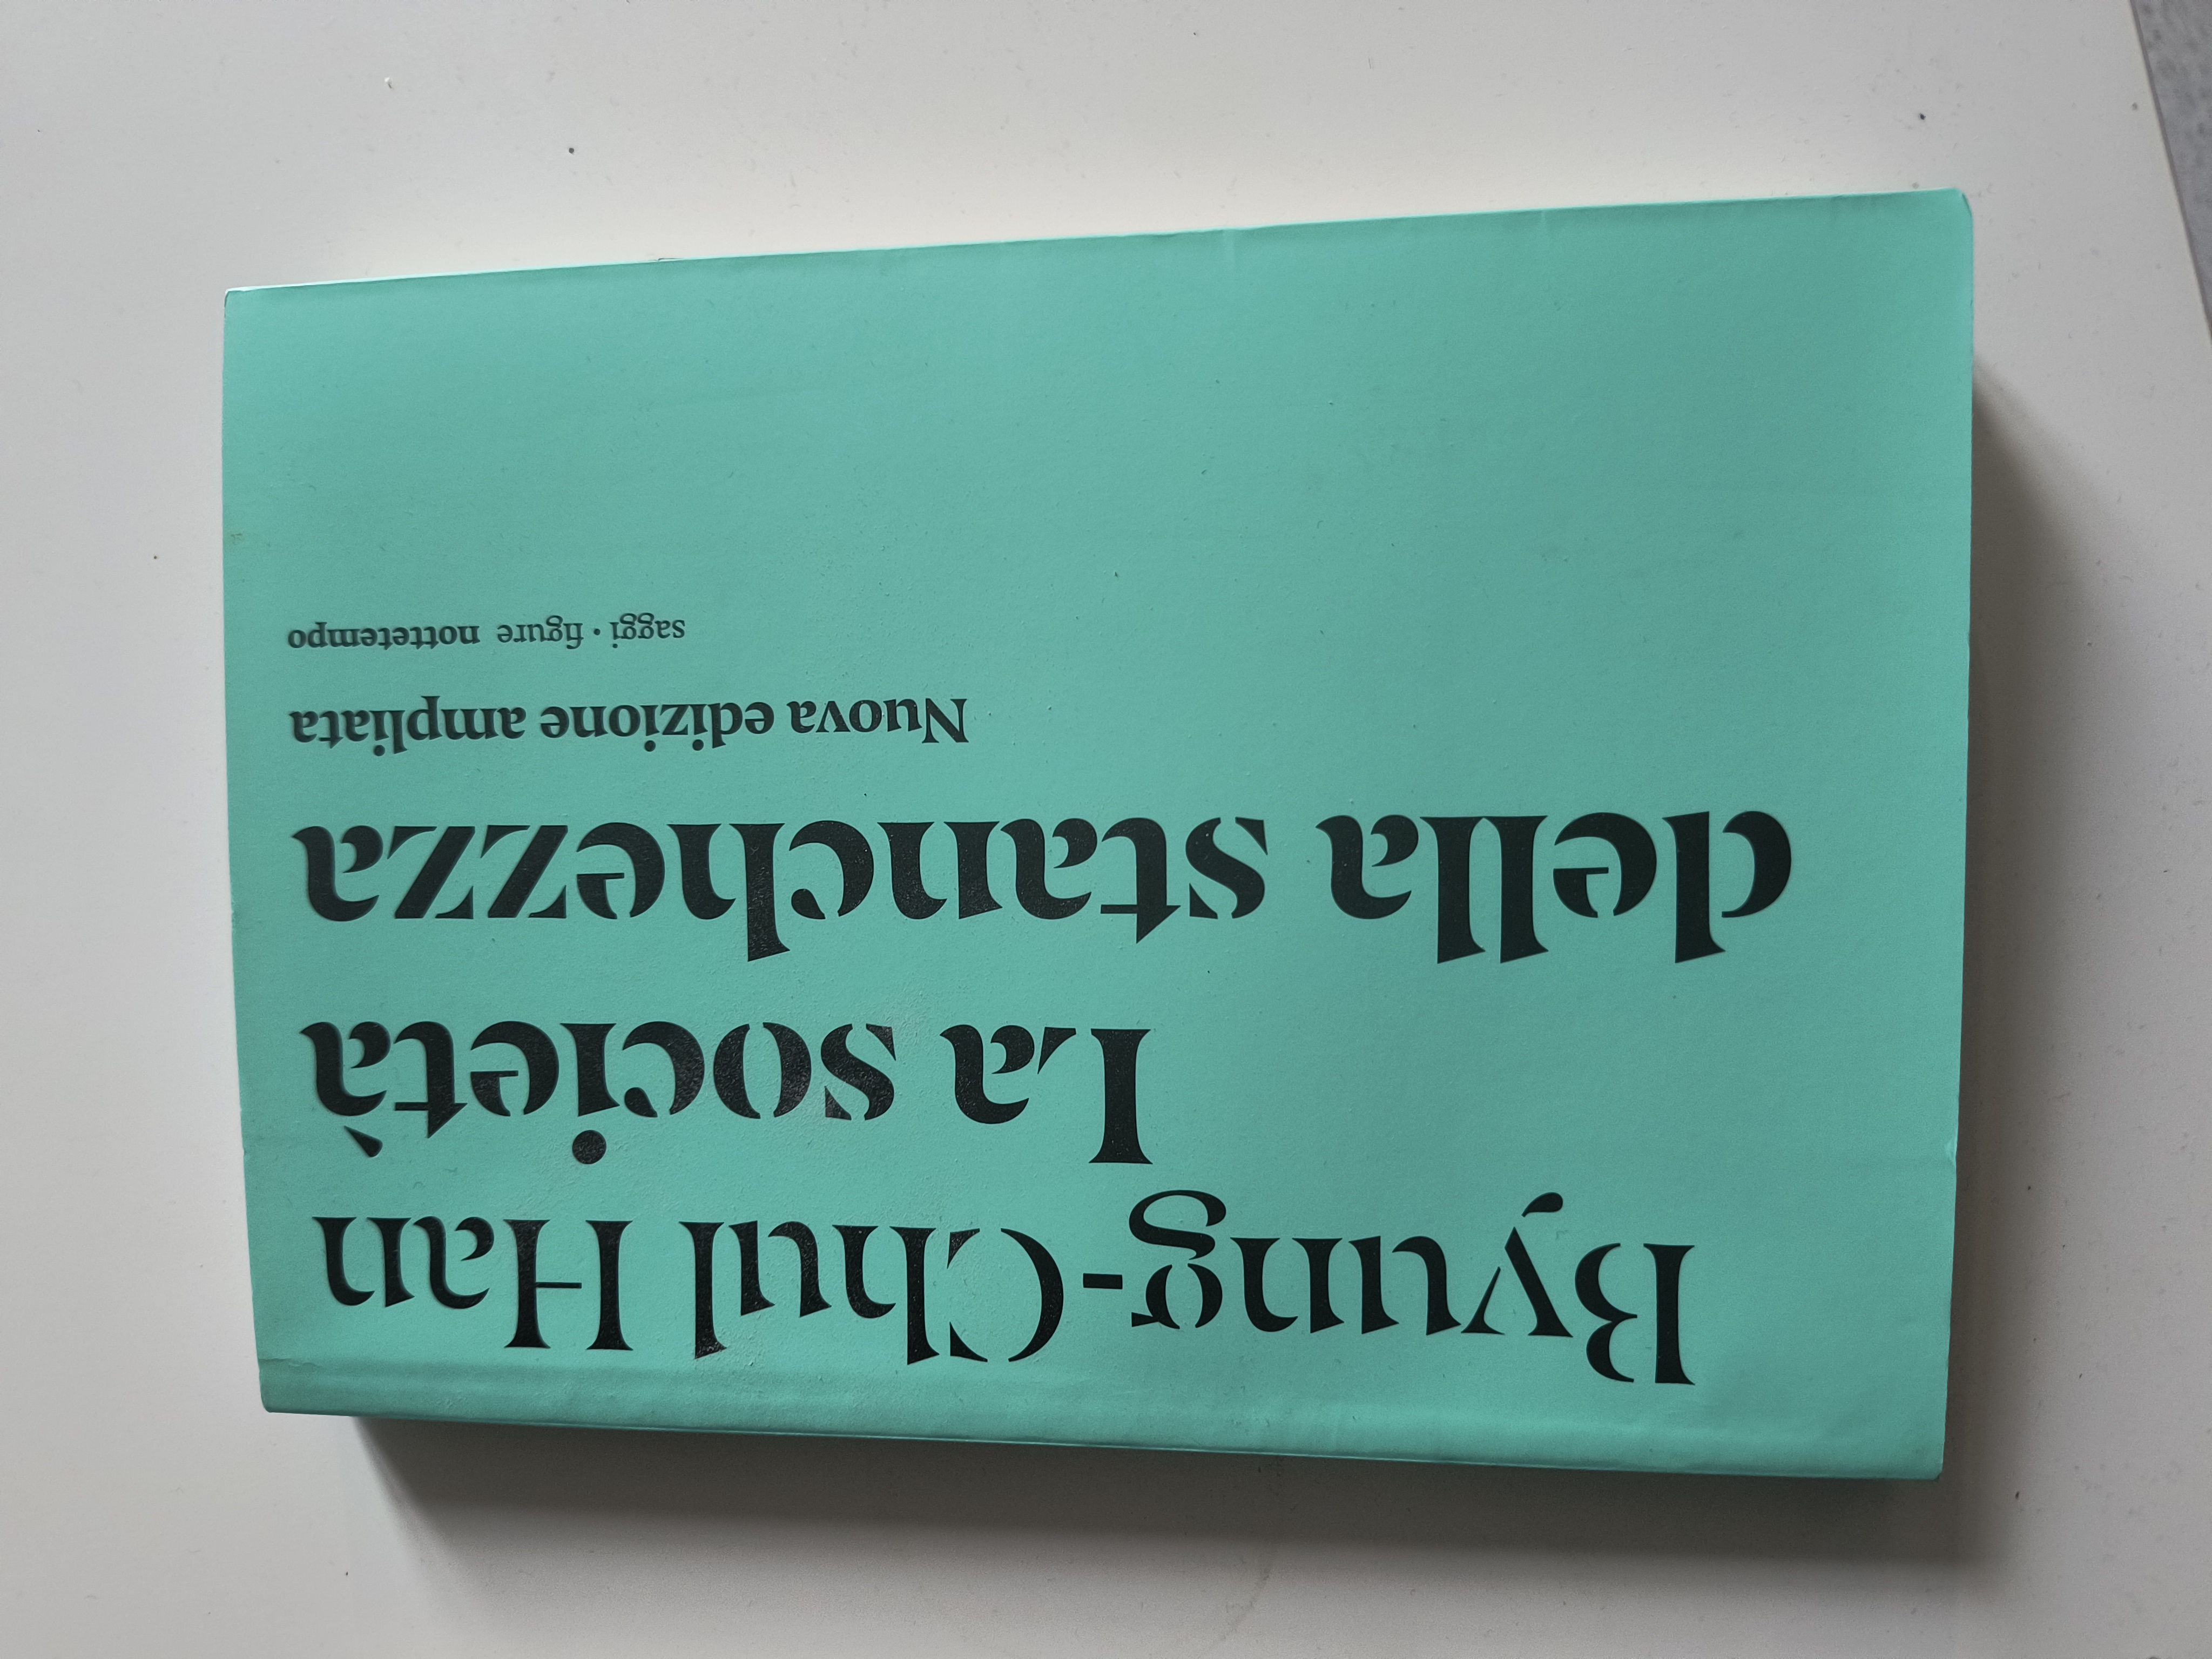 Byung-Chul Han
La società
della stanchezza
Nuova edizione ampliata
saggi · figure nottetempo